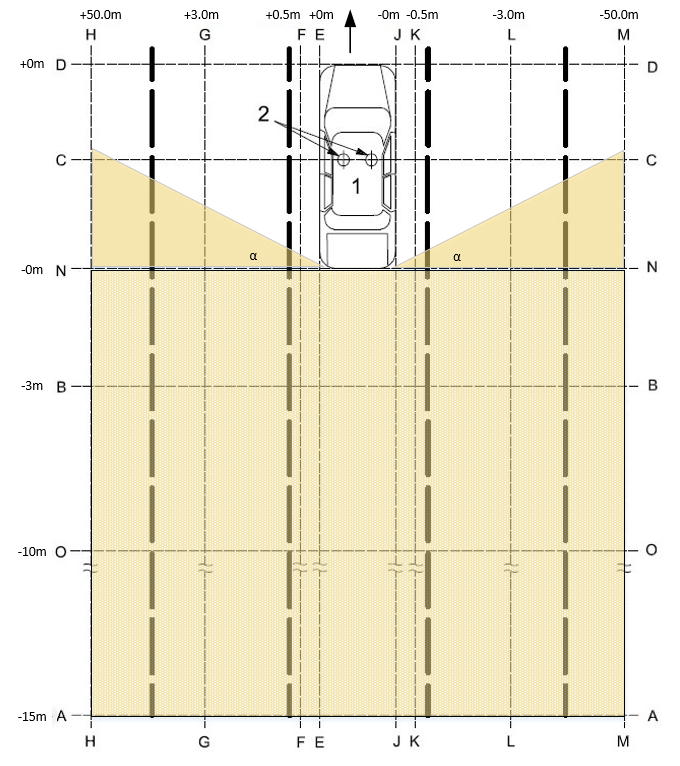 +50.0m +3.0m +0.5m +0m -0m -0.5m -3.0m -50.0m
H G F E J K L M
+0m D D
2
C C
1
α α
-0m N N
-3m B B
-10m O O
-15m A A
H G F E J K L M